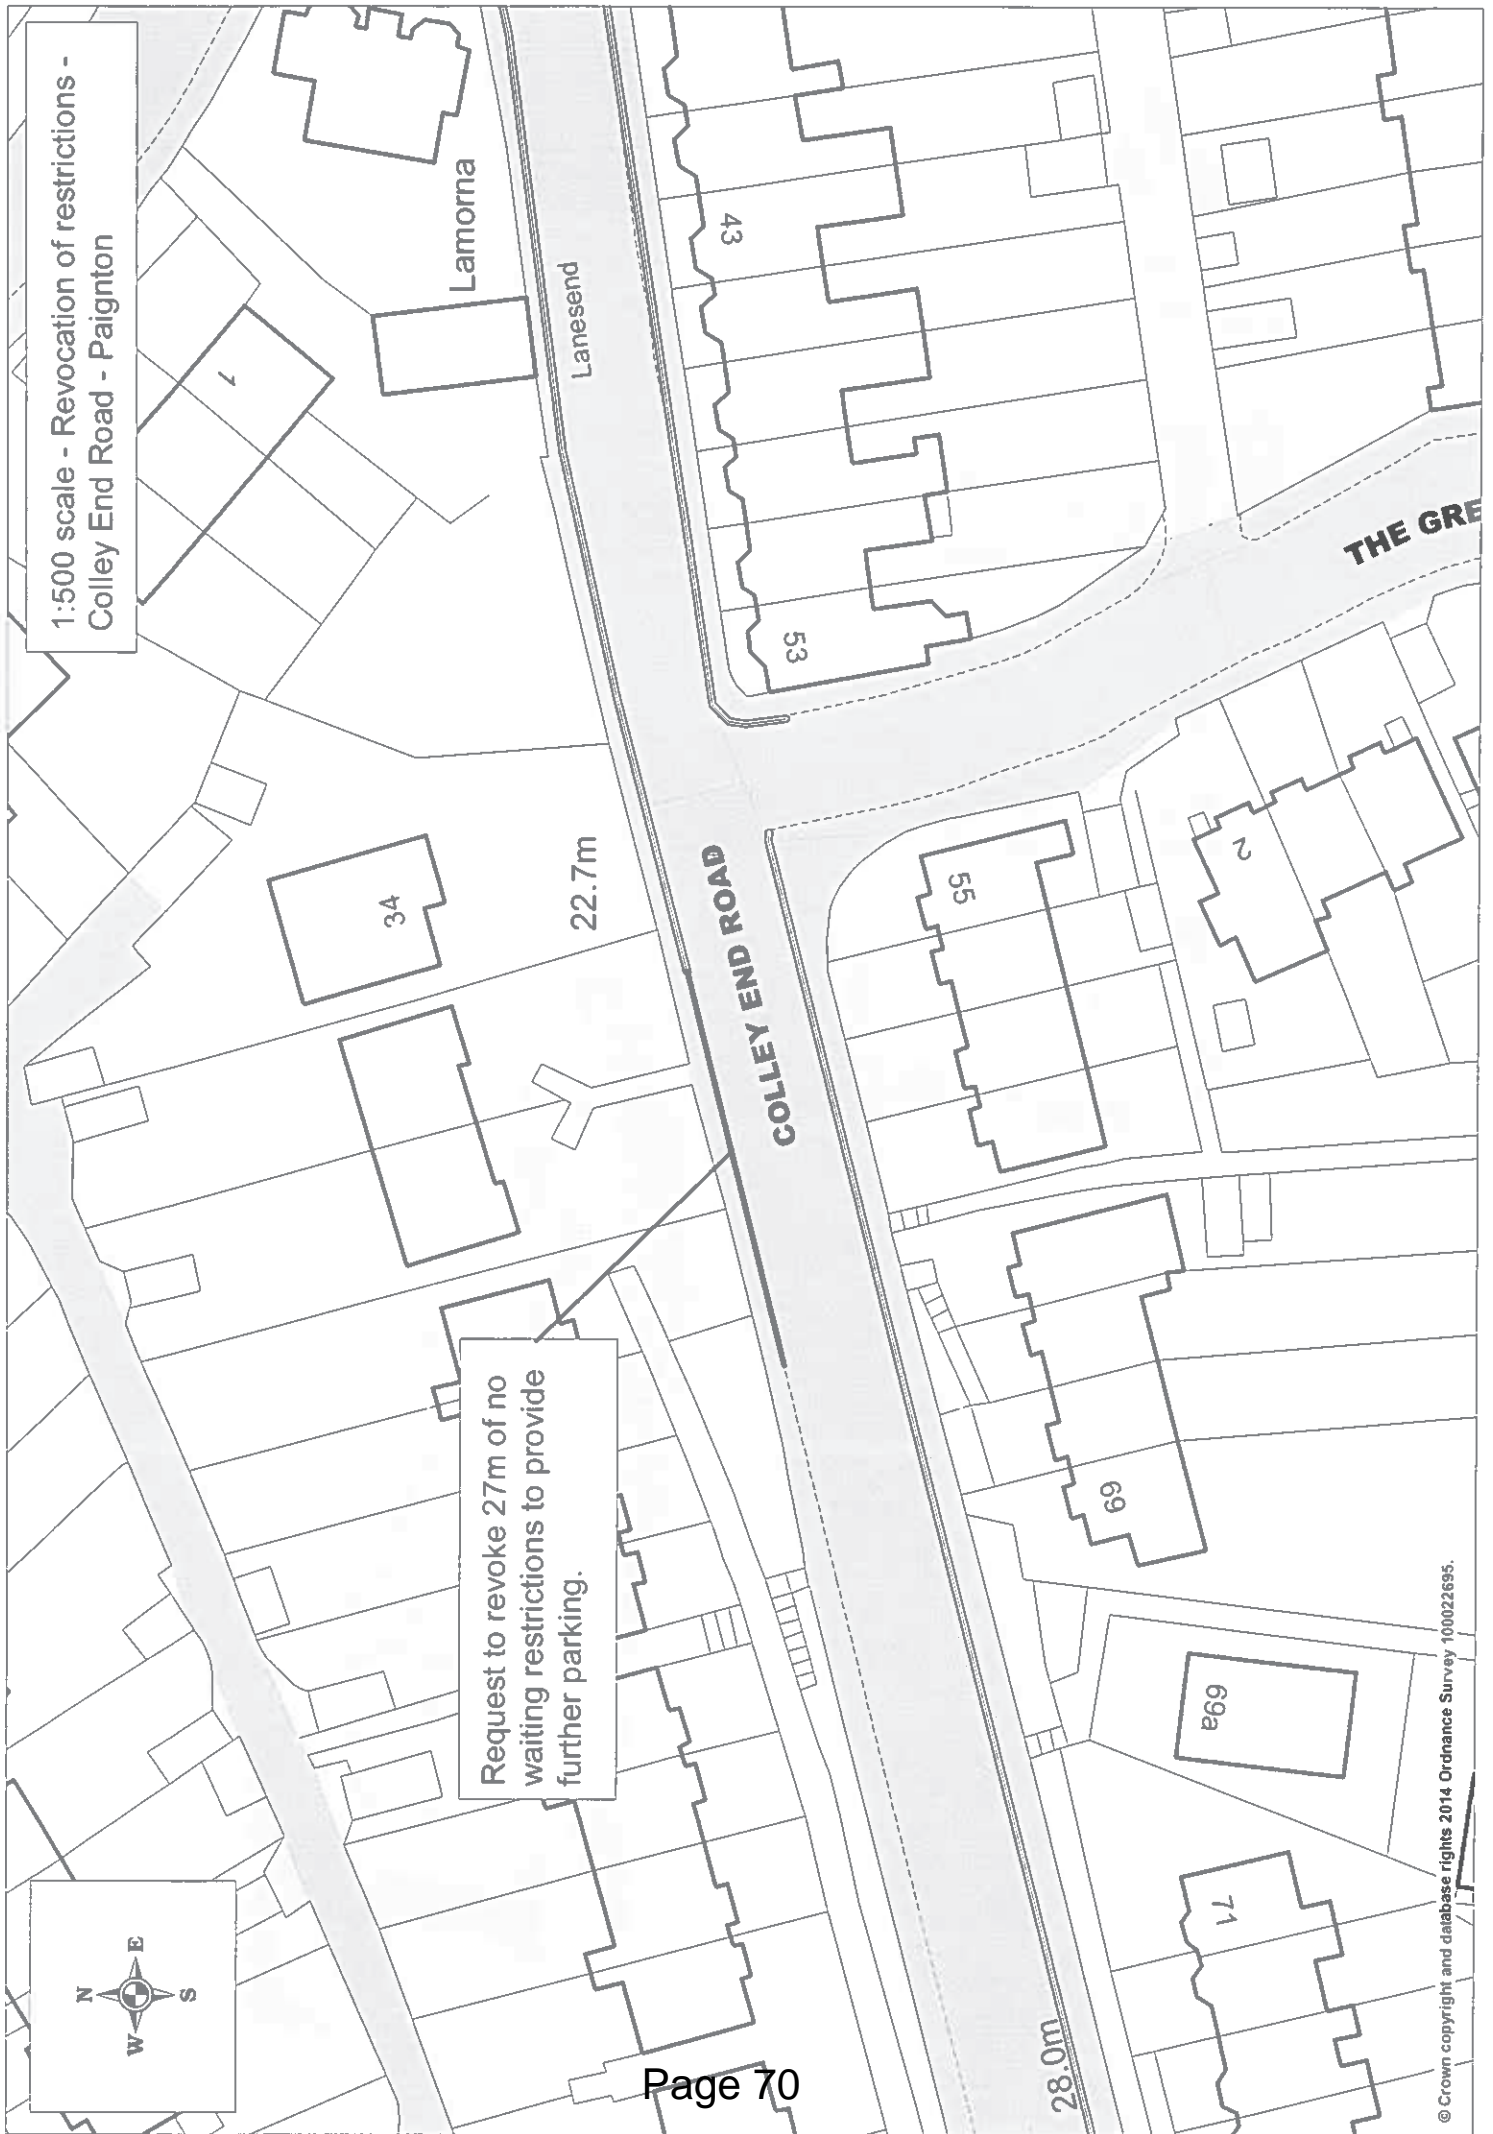 1:500 scale - Revocation of restrictions -
Colley End Road - Paignton
Lamorna
Lanesend
1
43
53
THE GRE
34
22.7m
COLLEY END ROAD
55
2
Request to revoke 27m of no
waiting restrictions to provide
further parking.
69
69a
71
28.0m
N
W
E
S
© Crown copyright and database rights 2014 Ordnance Survey 100022695.
Page 70